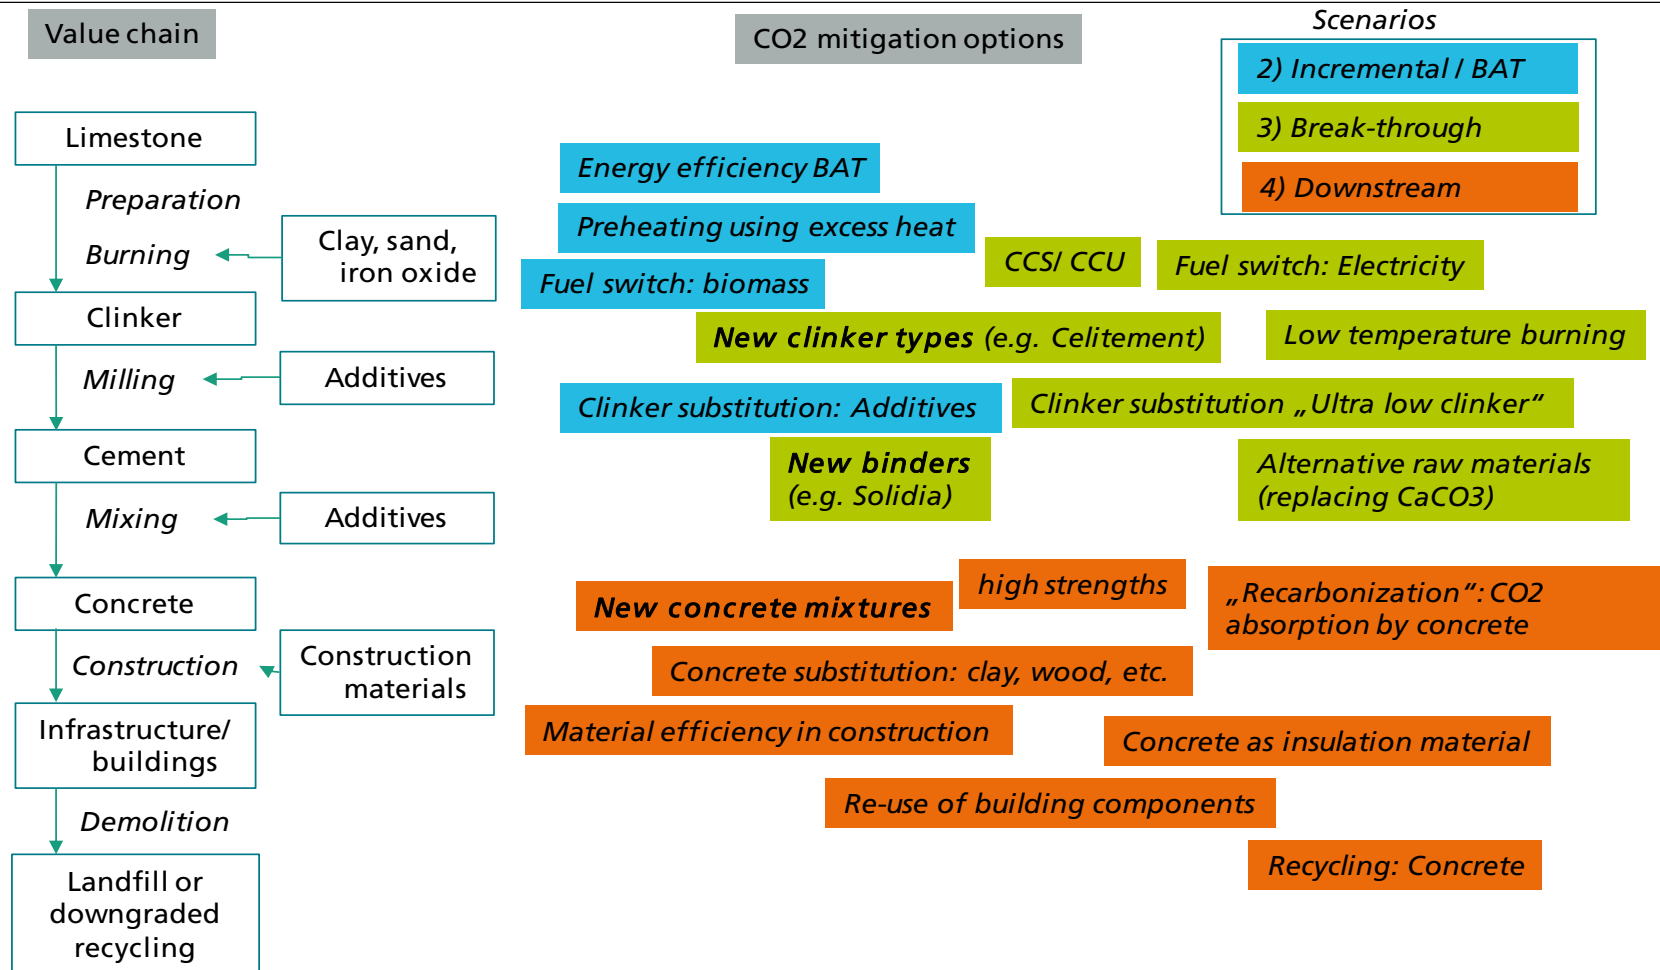 Value chain
CO2 mitigation options
Scenarios
2) Incremental / BAT
3) Break-through
4) Downstream
Limestone
Preparation
Burning
Clay, sand,
iron oxide
Clinker
Milling
Additives
Cement
Mixing
Additives
Concrete
Construction
Construction
materials
Infrastructure/
buildings
Demolition
Landfill or
downgraded
recycling
Energy efficiency BAT
Preheating using excess heat
Fuel switch: biomass
CCS/ CCU
Fuel switch: Electricity
New clinker types (e.g. Celitement)
Low temperature burning
Clinker substitution: Additives
Clinker substitution „Ultra low clinker“
New binders
(e.g. Solidia)
Alternative raw materials
(replacing CaCO3)
New concrete mixtures
high strengths
„Recarbonization“: CO2
absorption by concrete
Concrete substitution: clay, wood, etc.
Material efficiency in construction
Concrete as insulation material
Re-use of building components
Recycling: Concrete